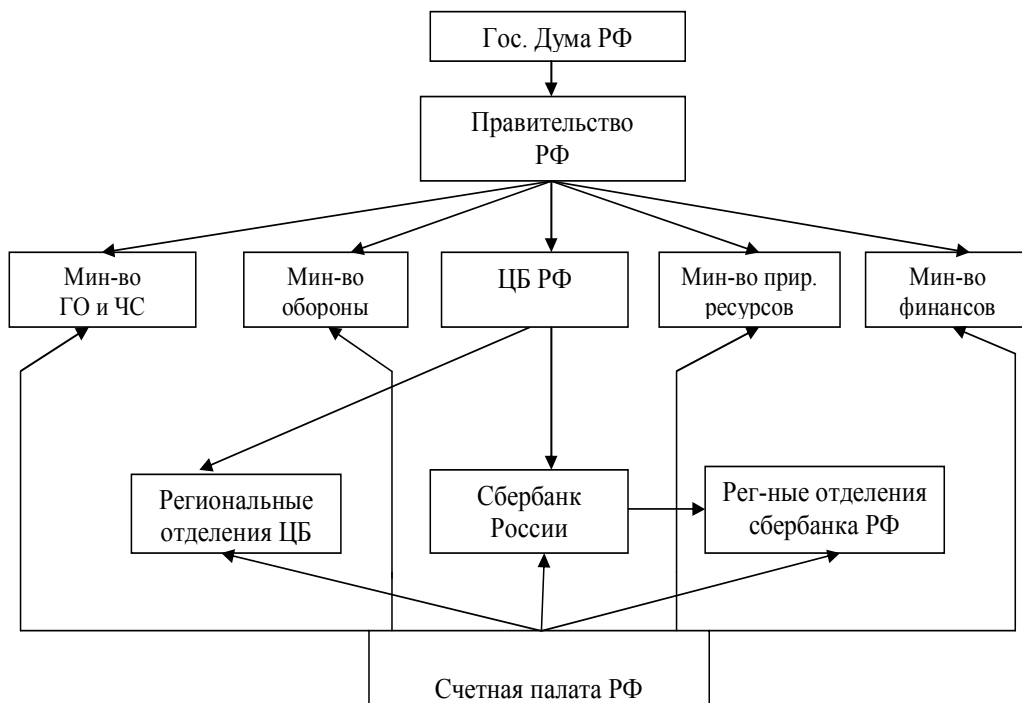 Гос. Дума РФ
Правительство
РФ
Мин-во
ГО и ЧС
Мин-во
обороны
ЦБ РФ
Мин-во прир.
ресурсов
Мин-во
финансов
Региональные
отделения ЦБ
Сбербанк
России
Рег-ные отделения
сбербанка РФ
Счетная палата РФ